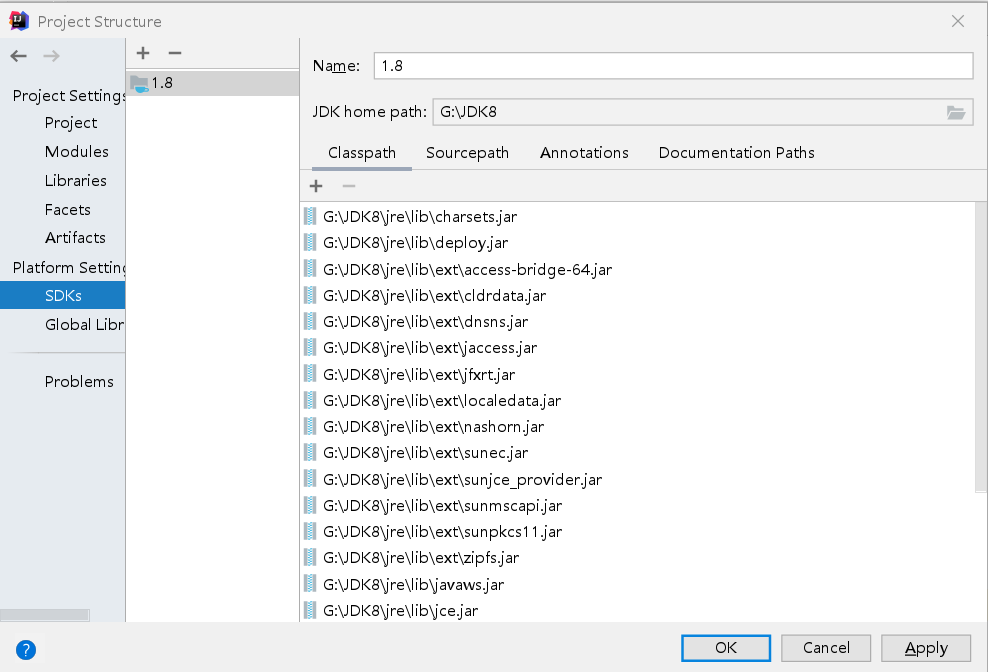 Project Structure
Project Settings
Project
Modules
Libraries
Facets
Artifacts
Platform Setting
SDKs
Global Libr
Problems
1.8
Name: 1.8
JDK home path: G:\JDK8
Classpath Sourcepath Annotations Documentation Paths
G:\JDK8\jre\lib\charsets.jar
G:\JDK8\jre\lib\deploy.jar
G:\JDK8\jre\lib\ext\access-bridge-64.jar
G:\JDK8\jre\lib\ext\cldrdata.jar
G:\JDK8\jre\lib\ext\dnsns.jar
G:\JDK8\jre\lib\ext\jaccess.jar
G:\JDK8\jre\lib\ext\jfxrt.jar
G:\JDK8\jre\lib\ext\localedata.jar
G:\JDK8\jre\lib\ext\nashorn.jar
G:\JDK8\jre\lib\ext\sunec.jar
G:\JDK8\jre\lib\ext\sunjce_provider.jar
G:\JDK8\jre\lib\ext\sunmscapi.jar
G:\JDK8\jre\lib\ext\sunpkcs11.jar
G:\JDK8\jre\lib\ext\zipfs.jar
G:\JDK8\jre\lib\javaws.jar
G:\JDK8\jre\lib\jce.jar
OK Cancel Apply